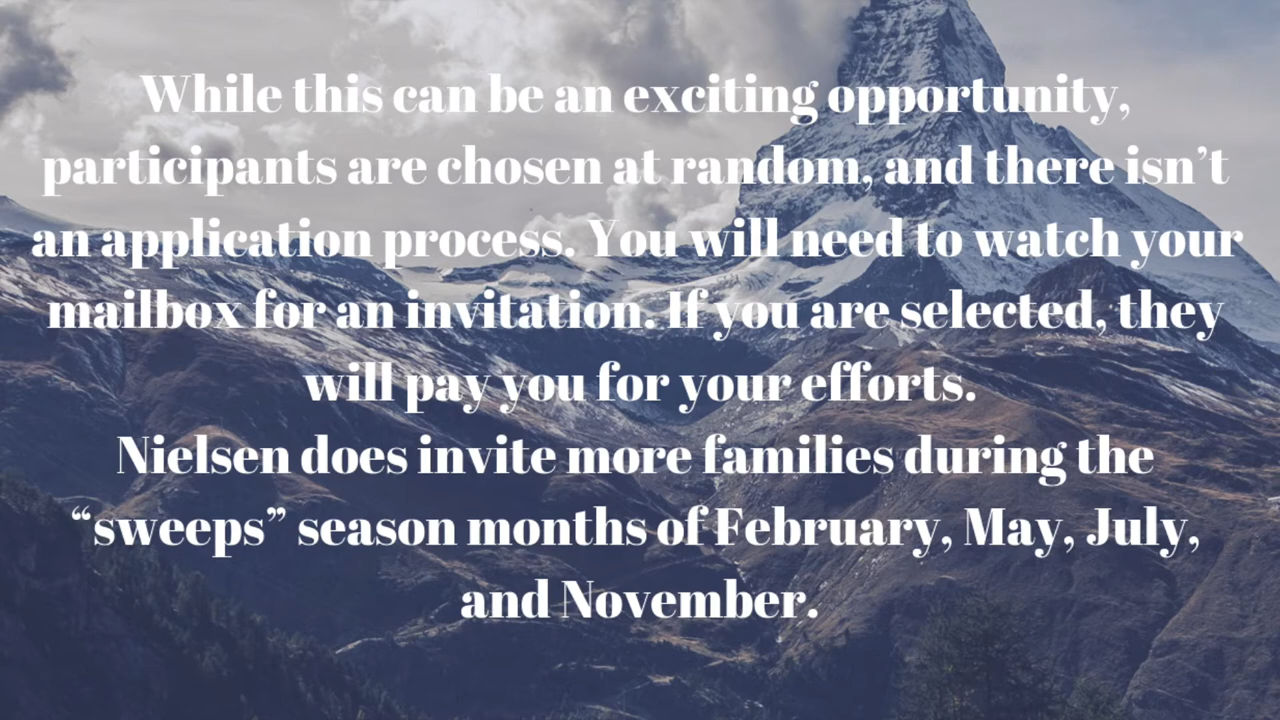 While this can be an exciting opportunity,
participants are chosen at random, and there isn’t
an application process. You will need to watch your
mailbox for an invitation. If you are selected, they
will pay you for your efforts.
Nielsen does invite more families during the
“sweeps” season months of February, May, July,
and November.